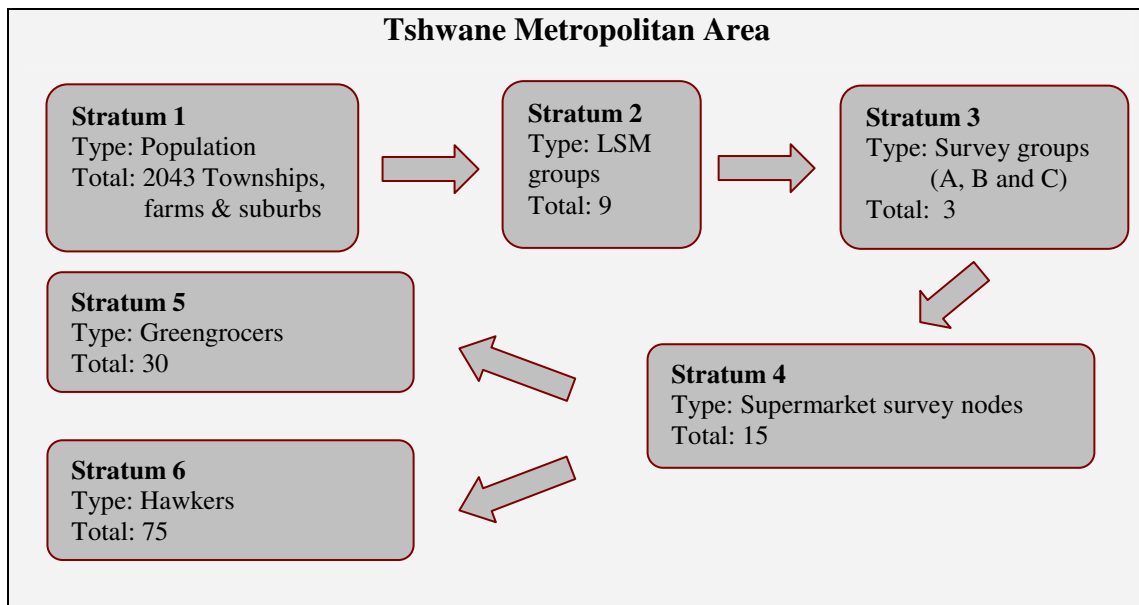 Tshwane Metropolitan Area
Stratum 1
Type: Population
Total: 2043 Townships,
farms & suburbs
Stratum 2
Type: LSM
groups
Total: 9
Stratum 3
Type: Survey groups
(A, B and C)
Total: 3
Stratum 5
Type: Greengrocers
Total: 30
Stratum 4
Type: Supermarket survey nodes
Total: 15
Stratum 6
Type: Hawkers
Total: 75